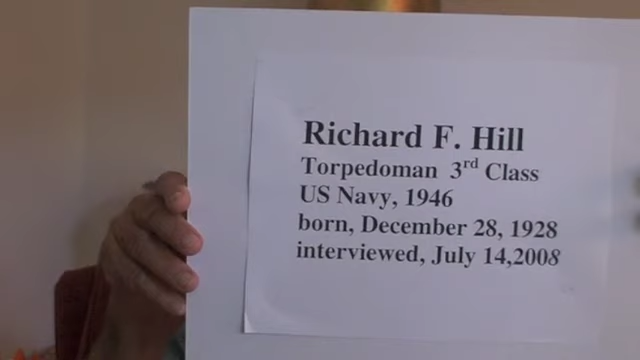 Richard F. Hill
Torpedoman 3rd Class
US Navy, 1946
born, December 28, 1928
interviewed, July 14,2008